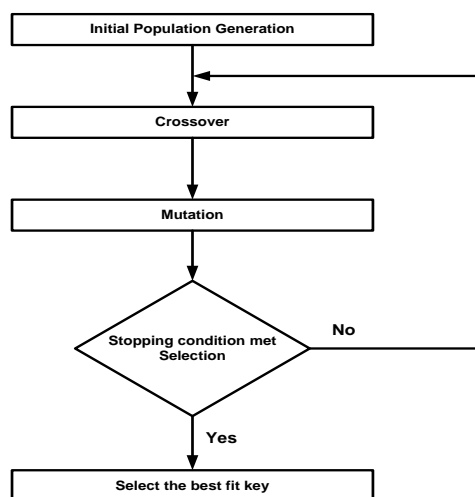 Initial Population Generation
Crossover
Mutation
Stopping condition met
Selection
No
Yes
Select the best fit key